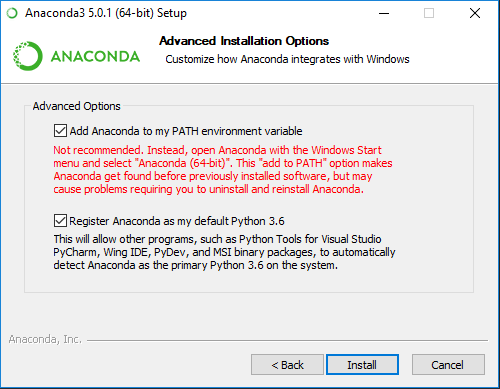 Anaconda3 5.0.1 (64-bit) Setup
Advanced Installation Options
Customize how Anaconda integrates with Windows
ANACONDA
Advanced Options
Add Anaconda to my PATH environment variable
Not recommended. Instead, open Anaconda with the Windows Start
menu and select "Anaconda (64-bit)". This "add to PATH" option makes
Anaconda get found before previously installed software, but may
cause problems requiring you to uninstall and reinstall Anaconda.
Register Anaconda as my default Python 3.6
This will allow other programs, such as Python Tools for Visual Studio
PyCharm, Wing IDE, PyDev, and MSI binary packages, to automatically
detect Anaconda as the primary Python 3.6 on the system.
Anaconda, Inc.
< Back Install Cancel